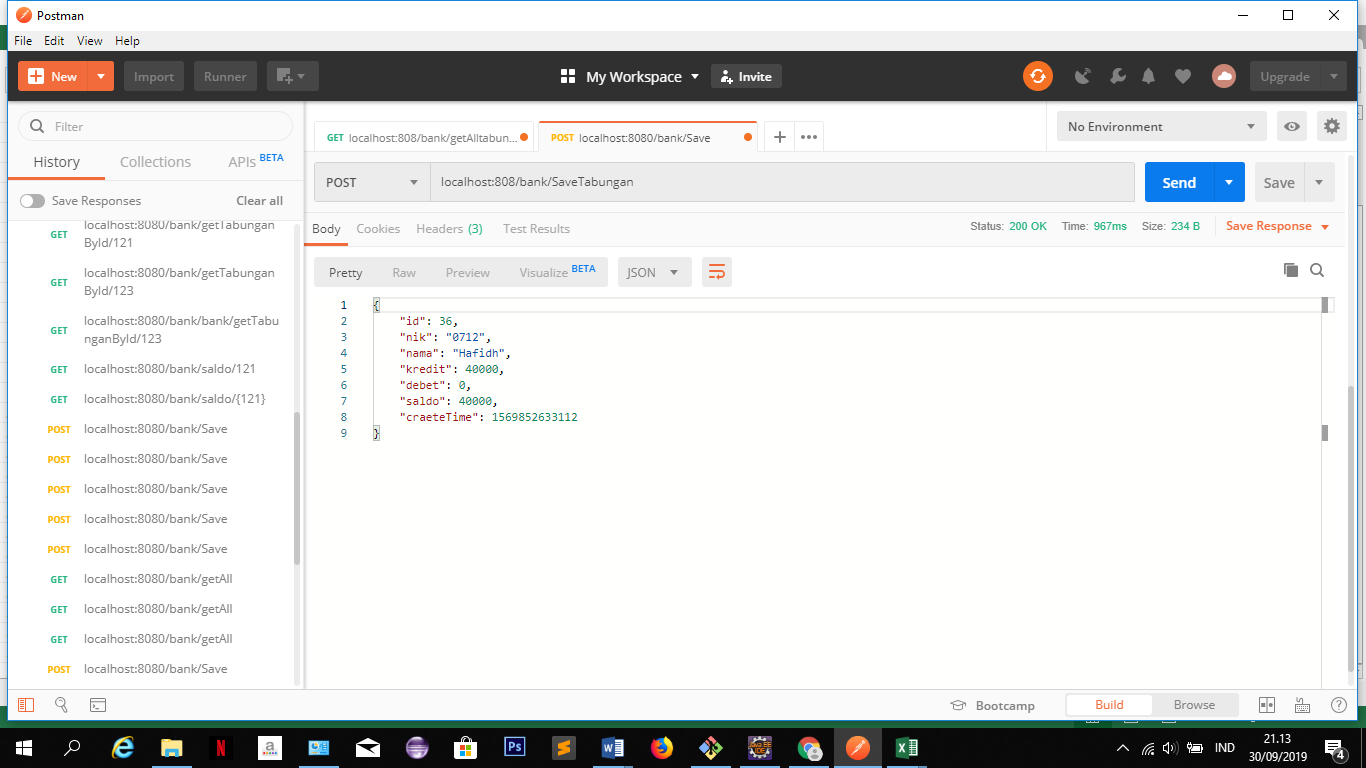 Postman
File Edit View Help
New Import Runner My Workspace Invite Upgrade
Filter
History Collections APIs BETA
Save Responses Clear all
GET localhost:8080/bank/getTabungan
ById/121
GET localhost:8080/bank/getTabungan
ById/123
GET localhost:8080/bank/bank/getTabu
nganById/123
GET localhost:8080/bank/saldo/121
GET localhost:8080/bank/saldo/{121}
POST localhost:8080/bank/Save
POST localhost:8080/bank/Save
POST localhost:8080/bank/Save
POST localhost:8080/bank/Save
POST localhost:8080/bank/Save
GET localhost:8080/bank/getAll
GET localhost:8080/bank/getAll
GET localhost:8080/bank/getAll
POST localhost:8080/bank/Save
GET localhost:808/bank/getAlltabun... POST localhost:8080/bank/Save
No Environment
POST localhost:808/bank/SaveTabungan Send Save
Body Cookies Headers (3) Test Results Status: 200 OK Time: 967ms Size: 234 B Save Response
Pretty Raw Preview Visualize BETA JSON
1 {
2 "id": 36,
3 "nik": "0712",
4 "nama": "Hafidh",
5 "kredit": 40000,
6 "debet": 0,
7 "saldo": 40000,
8 "craeteTime": 1569852633112
9 }
Bootcamp Build Browse
IND 21.13
30/09/2019
4